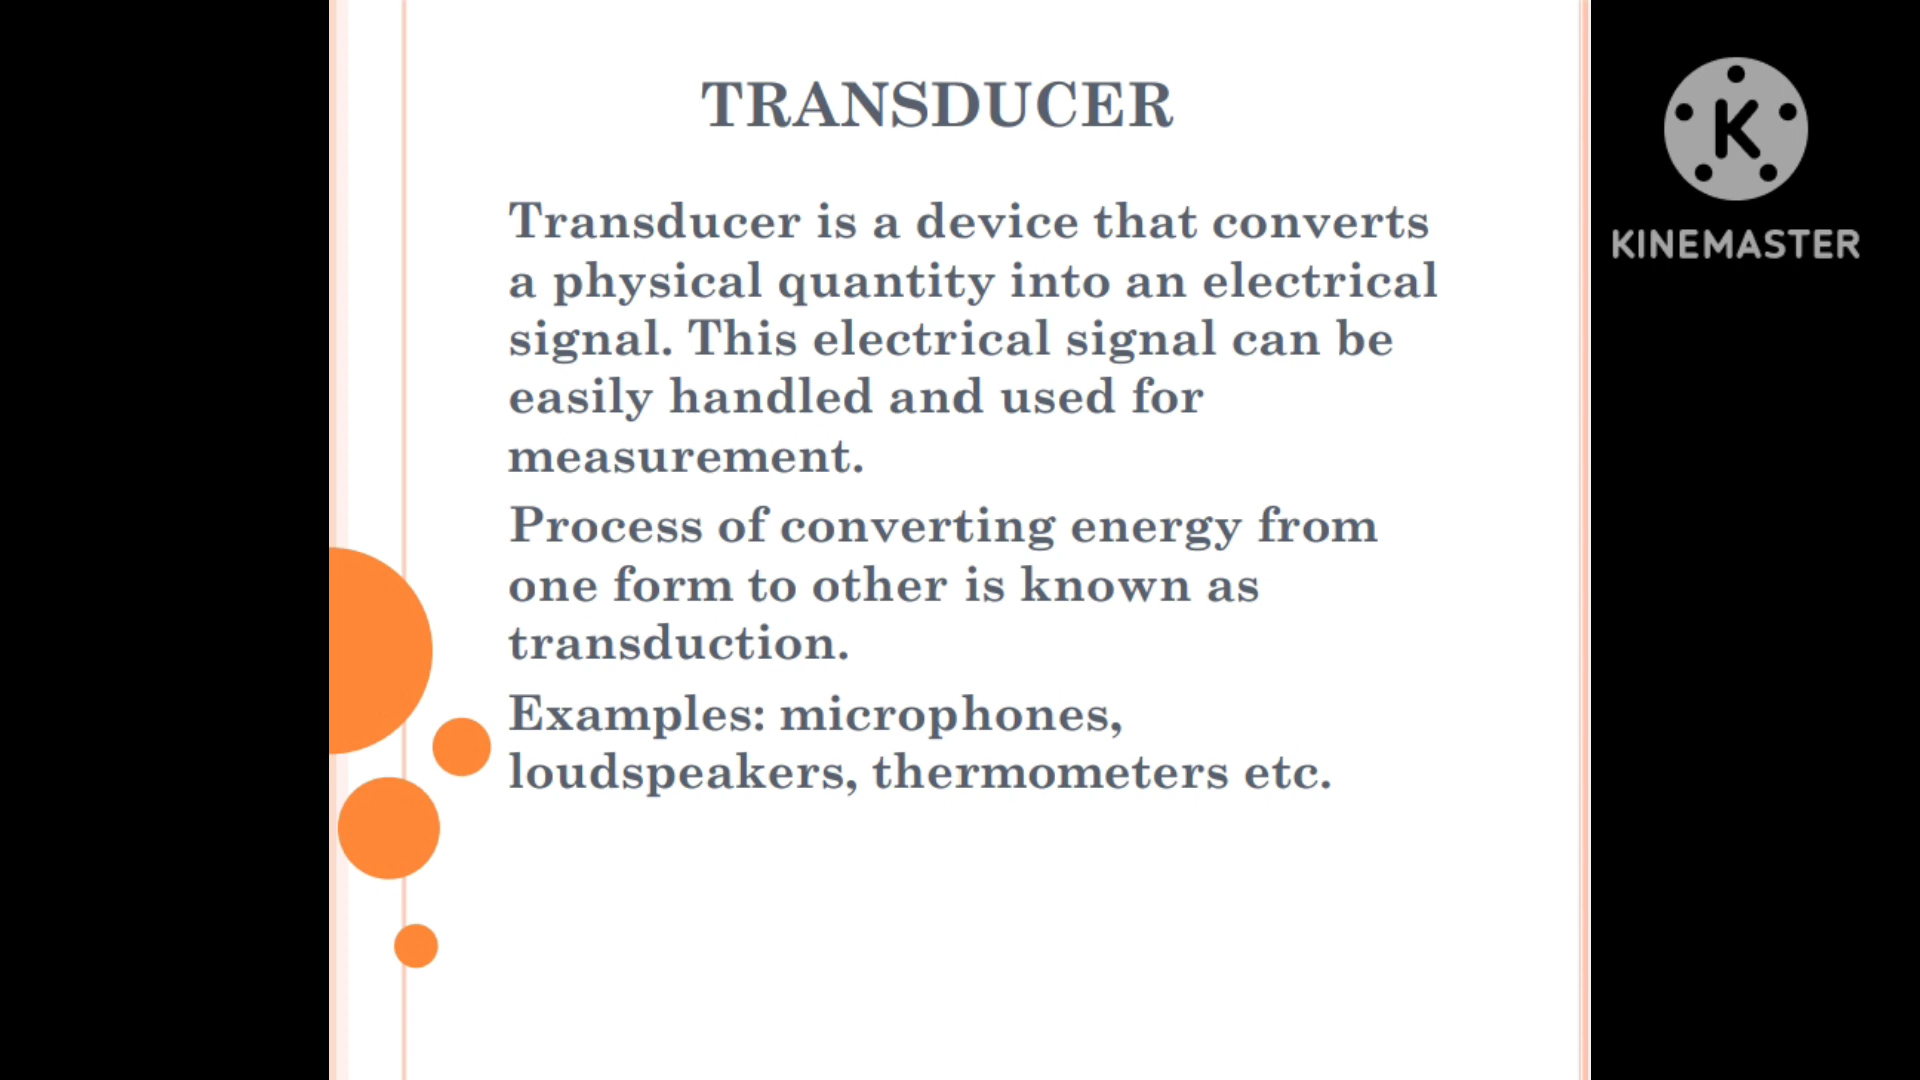 TRANSDUCER
Transducer is a device that converts
a physical quantity into an electrical
signal. This electrical signal can be
easily handled and used for
measurement.
Process of converting energy from
one form to other is known as
transduction.
Examples: microphones,
loudspeakers, thermometers etc.
K
KINEMASTER